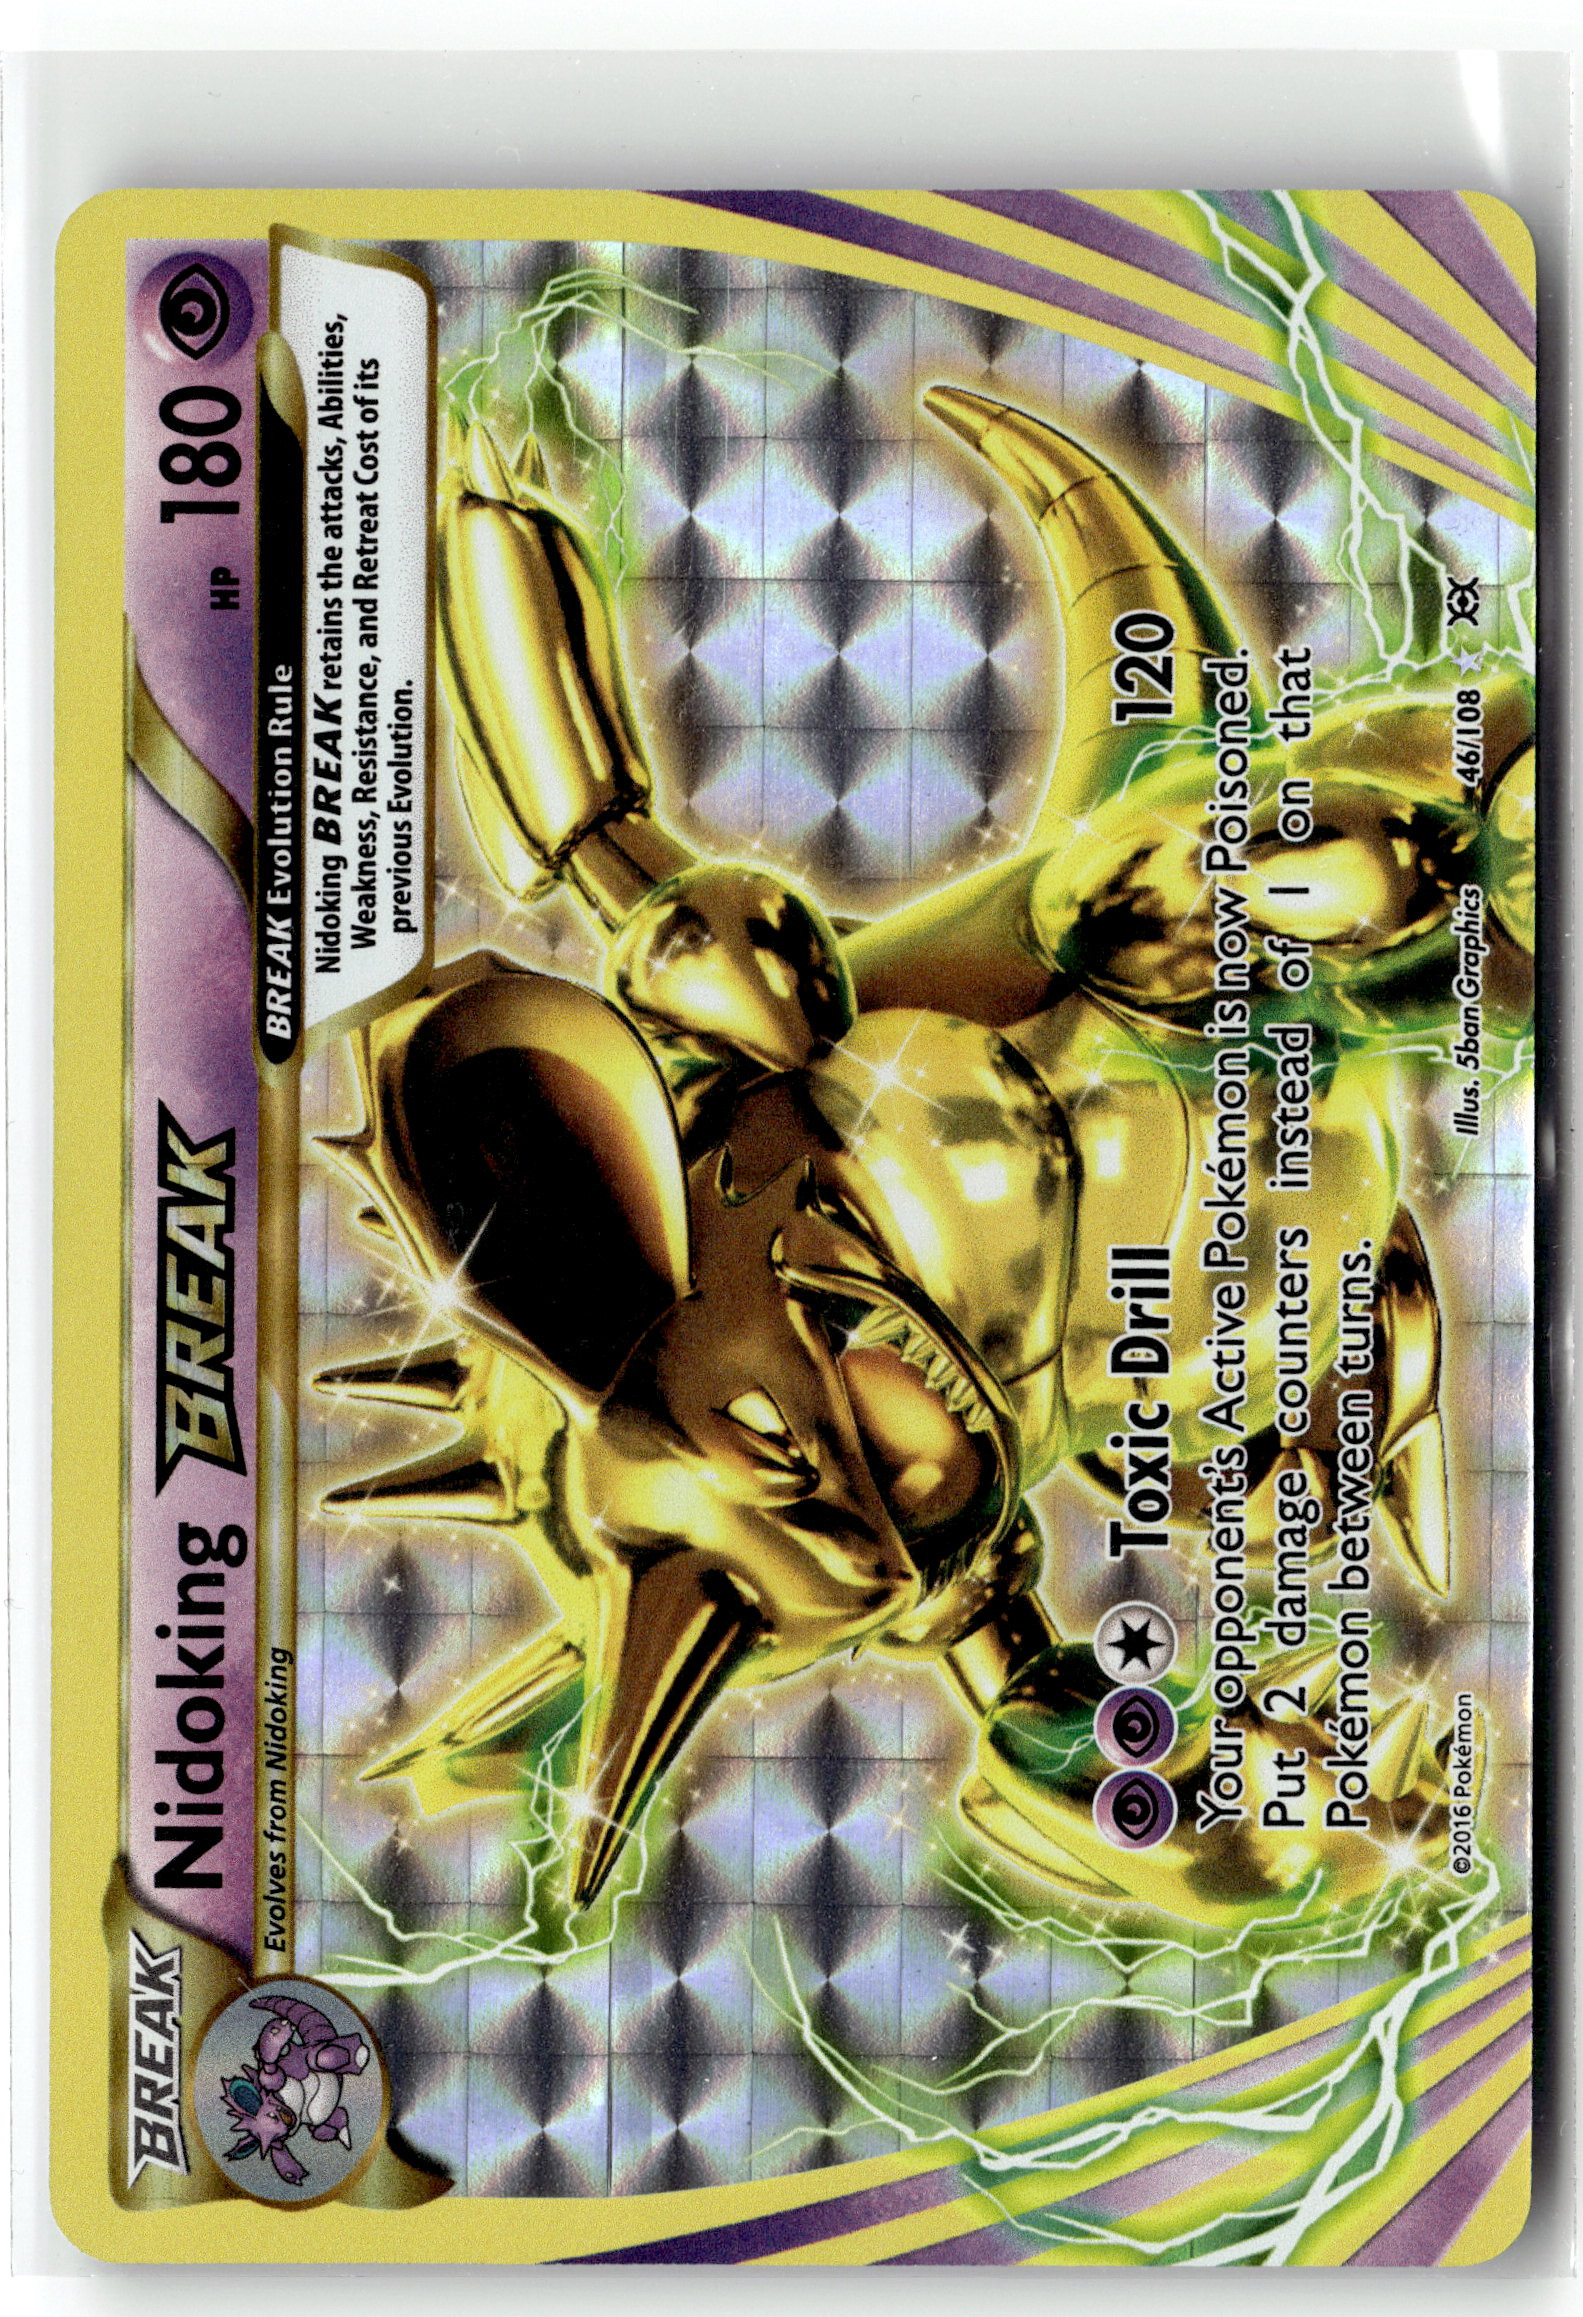 BREAK
Nidoking BREAK HP 180
Evolves from Nidoking
BREAK Evolution Rule
Nidoking BREAK retains the attacks, Abilities,
Weakness, Resistance, and Retreat Cost of its
previous Evolution.
Toxic Drill 120
Your opponent's Active Pokémon is now Poisoned.
Put 2 damage counters instead of 1 on that
Pokémon between turns.
©2016 Pokémon Illus. 5ban Graphics 46/108